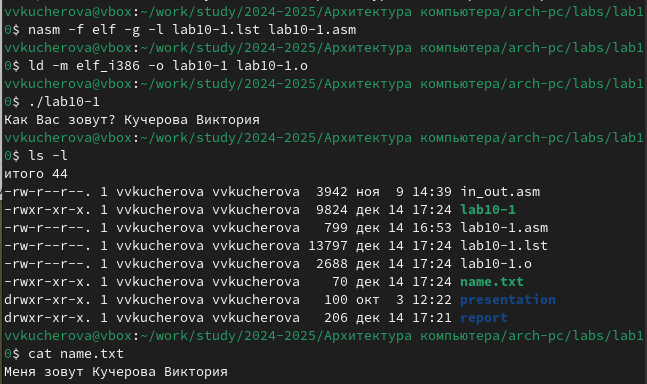 vvkucherova@vbox:~/work/study/2024-2025/Архитектура компьютера/arch-pc/labs/lab1
0$ nasm -f elf -g -l lab10-1.lst lab10-1.asm
vvkucherova@vbox:~/work/study/2024-2025/Архитектура компьютера/arch-pc/labs/lab1
0$ ld -m elf_i386 -o lab10-1 lab10-1.o
vvkucherova@vbox:~/work/study/2024-2025/Архитектура компьютера/arch-pc/labs/lab1
0$ ./lab10-1
Как Вас зовут? Кучерова Виктория
vvkucherova@vbox:~/work/study/2024-2025/Архитектура компьютера/arch-pc/labs/lab1
0$ ls -l
итого 44
-rw-r--r--. 1 vvkucherova vvkucherova  3942 ноя  9 14:39 in_out.asm
-rwxr-xr-x. 1 vvkucherova vvkucherova  9824 дек 14 17:24 lab10-1
-rw-r--r--. 1 vvkucherova vvkucherova   799 дек 14 16:53 lab10-1.asm
-rw-r--r--. 1 vvkucherova vvkucherova 13797 дек 14 17:24 lab10-1.lst
-rw-r--r--. 1 vvkucherova vvkucherova  2688 дек 14 17:24 lab10-1.o
-rwxr-xr-x. 1 vvkucherova vvkucherova    70 дек 14 17:24 name.txt
drwxr-xr-x. 1 vvkucherova vvkucherova   100 окт  3 12:22 presentation
drwxr-xr-x. 1 vvkucherova vvkucherova   206 дек 14 17:21 report
vvkucherova@vbox:~/work/study/2024-2025/Архитектура компьютера/arch-pc/labs/lab1
0$ cat name.txt
Меня зовут Кучерова Виктория